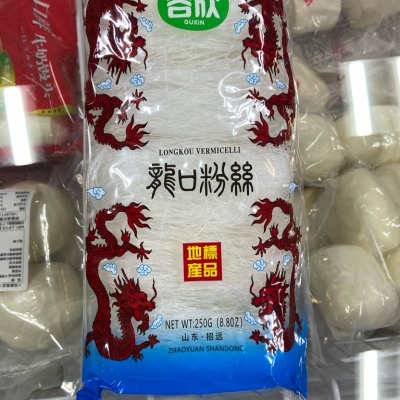 谷欣
GUXIN
LONGKOU VERMICELLI
龍口粉絲
地標
產品
NET WT:250G (8.80Z)
山东·招远
ZHAOYUAN SHANDONG